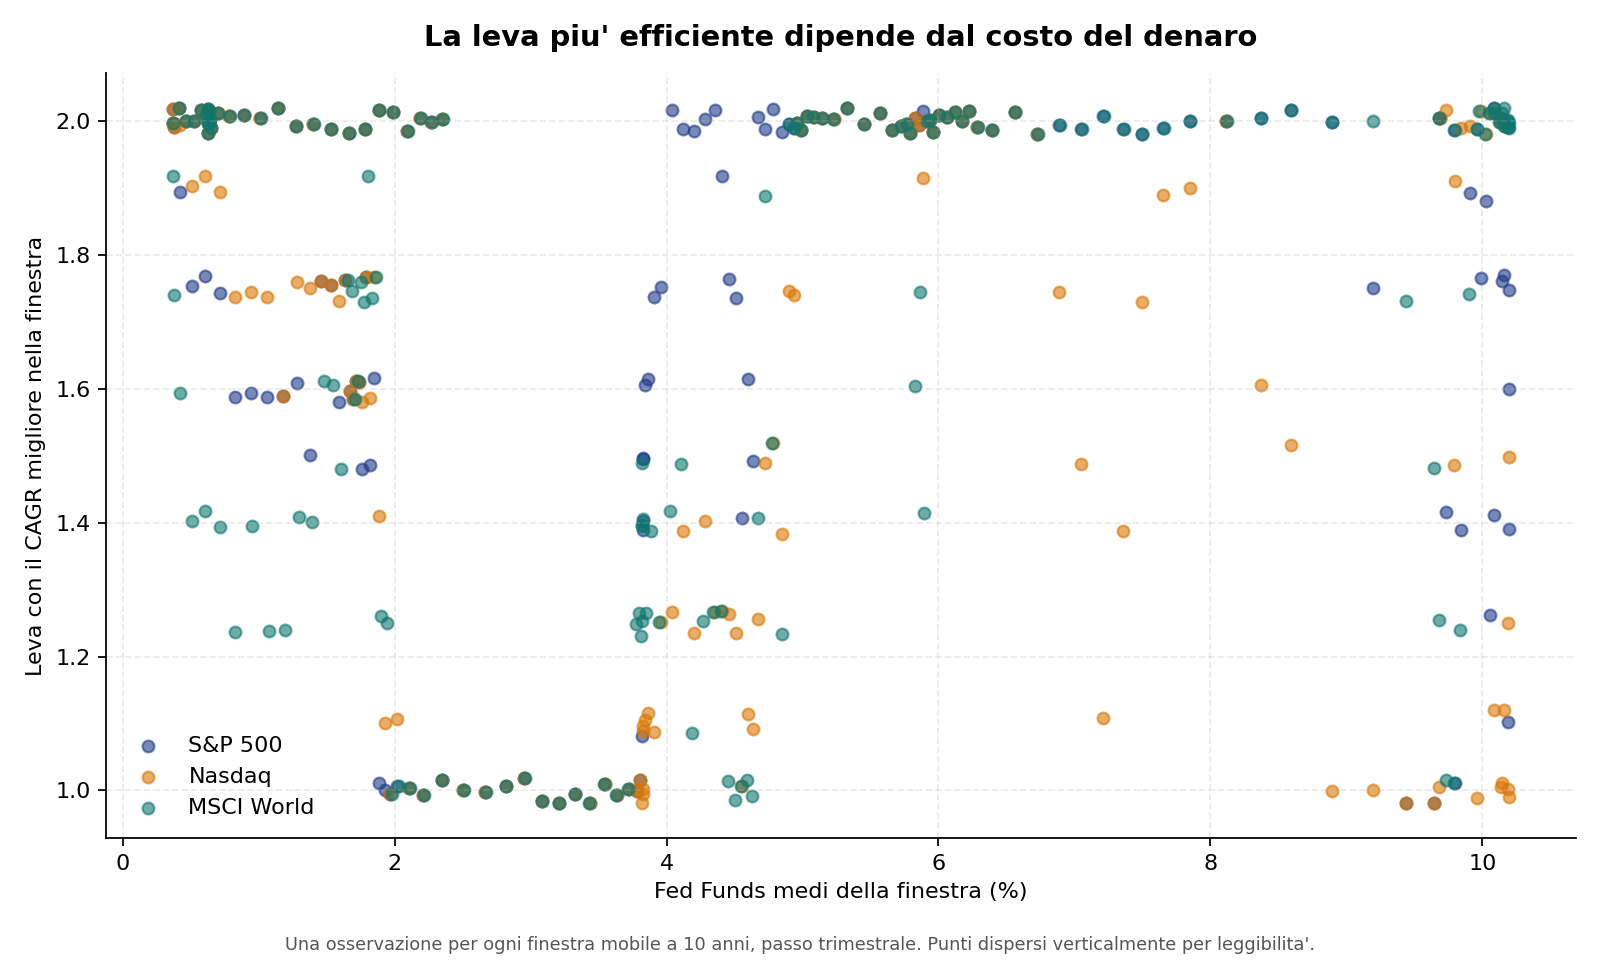 La leva piu' efficiente dipende dal costo del denaro
Leva con il CAGR migliore nella finestra
2.0
1.8
1.6
1.4
1.2
1.0
S&P 500
Nasdaq
MSCI World
0 2 4 6 8 10
Fed Funds medi della finestra (%)
Una osservazione per ogni finestra mobile a 10 anni, passo trimestrale. Punti dispersi verticalmente per leggibilita'.